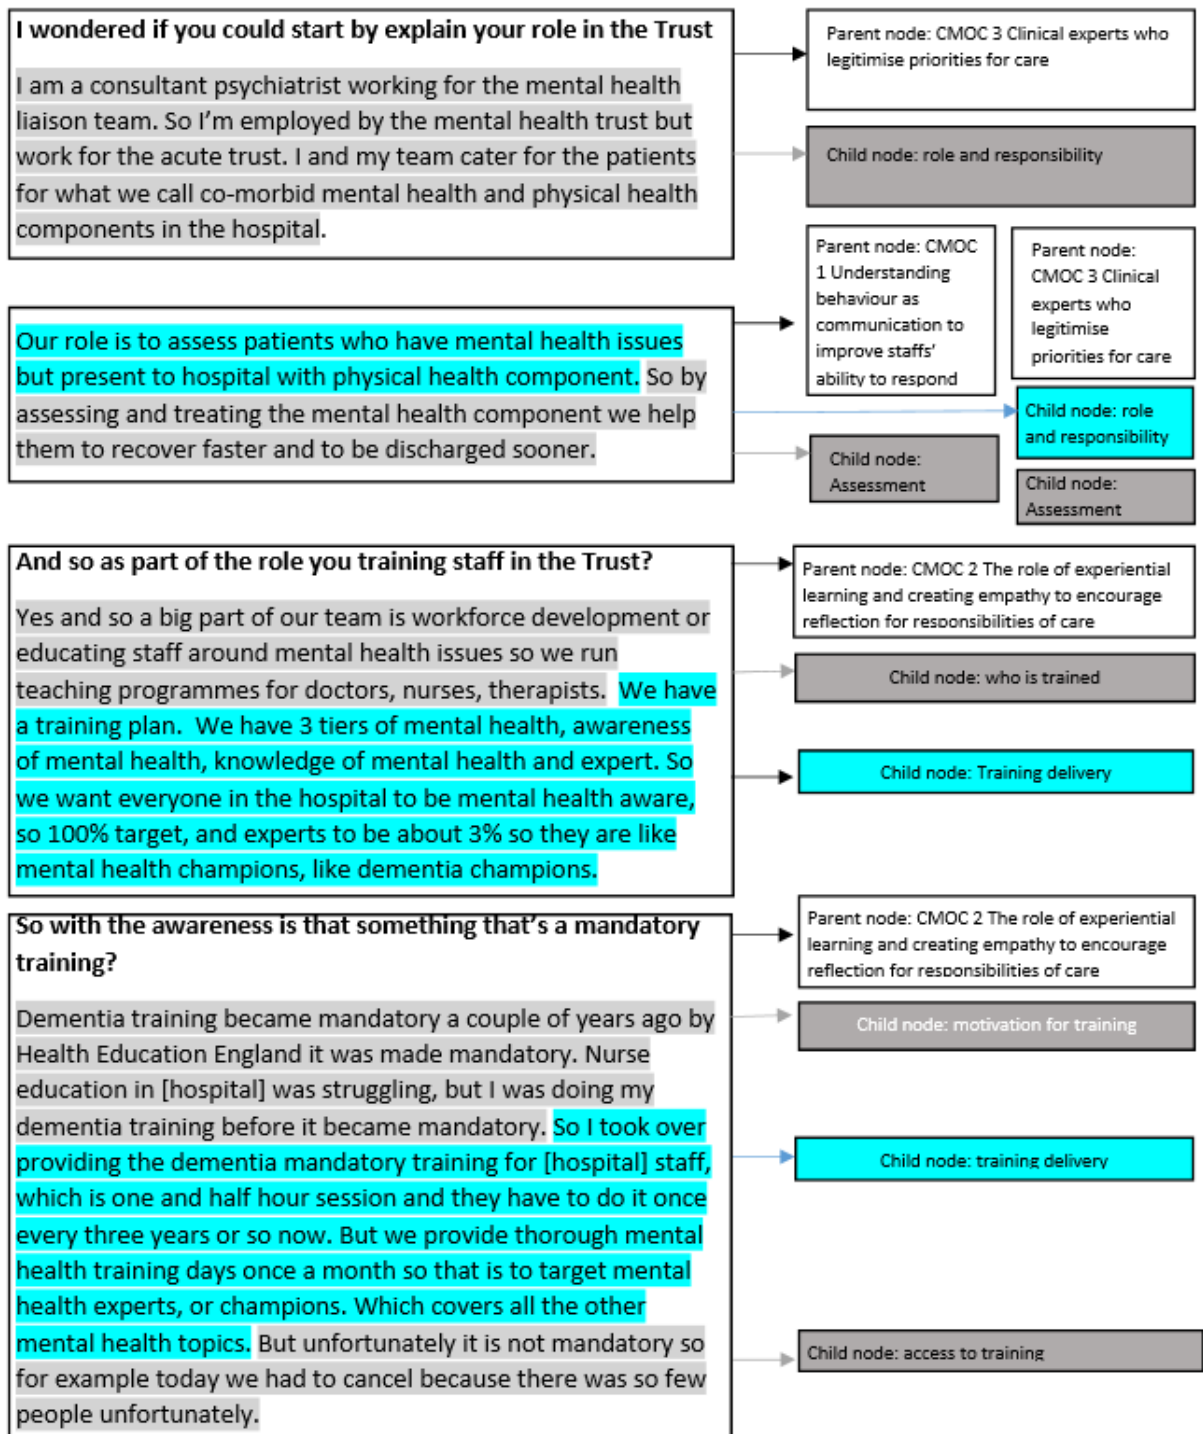 I wondered if you could start by explain your role in the Trust
I am a consultant psychiatrist working for the mental health
liaison team. So I'm employed by the mental health trust but
work for the acute trust. I and my team cater for the patients
for what we call co-morbid mental health and physical health
components in the hospital.
Parent node: CMOC 3 Clinical experts who
legitimise priorities for care
Child node: role and responsibility
Our role is to assess patients who have mental health issues
but present to hospital with physical health component. So by
assessing and treating the mental health component we help
them to recover faster and to be discharged sooner.
Parent node: CMOC
1 Understanding
behaviour as
communication to
improve staffs'
ability to respond
Parent node:
CMOC 3 Clinical
experts who
legitimise
priorities for care
Child node: role
and responsibility
Child node:
Assessment
Child node:
Assessment
And so as part of the role you training staff in the Trust?
Yes and so a big part of our team is workforce development or
educating staff around mental health issues so we run
teaching programmes for doctors, nurses, therapists. We have
a training plan. We have 3 tiers of mental health, awareness
of mental health, knowledge of mental health and expert. So
we want everyone in the hospital to be mental health aware,
so 100% target, and experts to be about 3% so they are like
mental health champions, like dementia champions.
Parent node: CMOC 2 The role of experiential
learning and creating empathy to encourage
reflection for responsibilities of care
Child node: who is trained
Child node: Training delivery
So with the awareness is that something that's a mandatory
training?
Dementia training became mandatory a couple of years ago by
Health Education England it was made mandatory. Nurse
education in [hospital] was struggling, but I was doing my
dementia training before it became mandatory. So I took over
providing the dementia mandatory training for [hospital] staff,
which is one and half hour session and they have to do it once
every three years or so now. But we provide thorough mental
health training days once a month so that is to target mental
health experts, or champions. Which covers all the other
mental health topics. But unfortunately it is not mandatory so
for example today we had to cancel because there was so few
people unfortunately.
Parent node: CMOC 2 The role of experiential
learning and creating empathy to encourage
reflection for responsibilities of care
Child node: motivation for training
Child node: training delivery
Child node: access to training